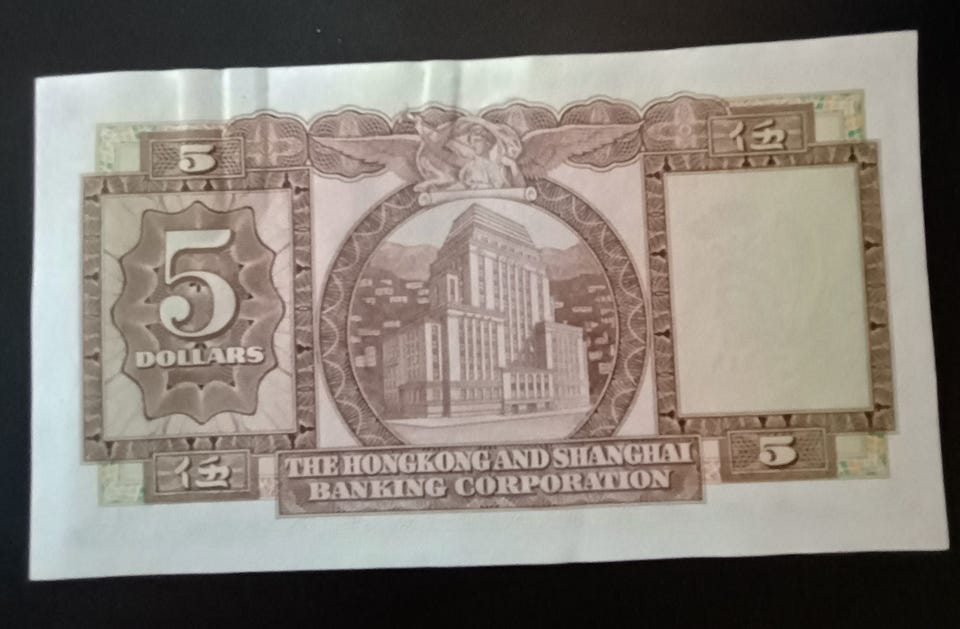 5
伍
5
DOLLARS
伍
5
THE HONGKONG AND SHANGHAI
BANKING CORPORATION